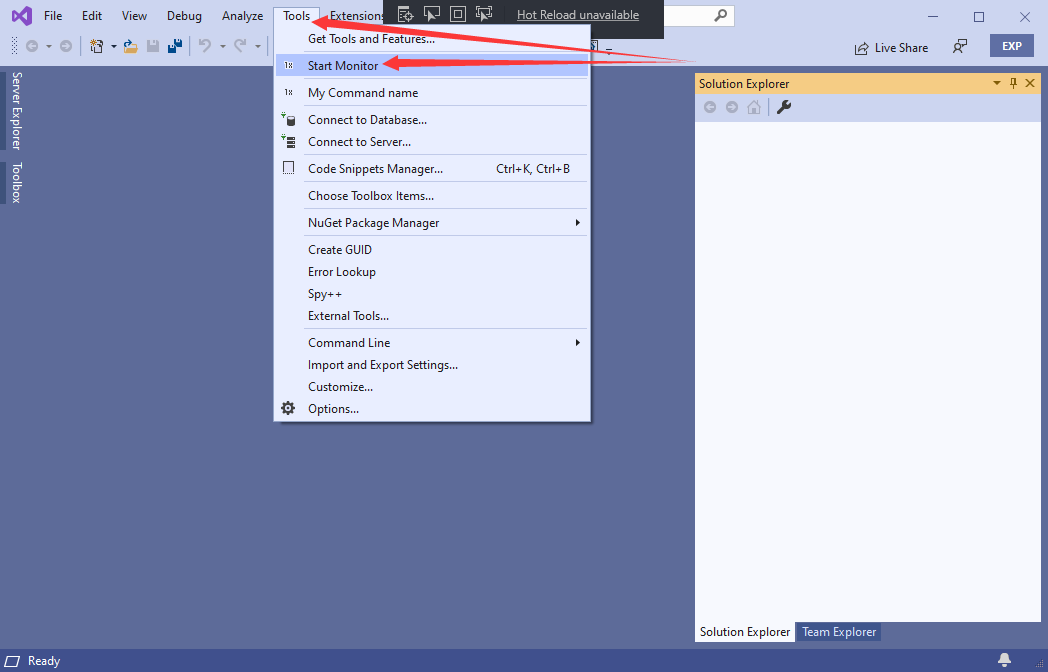 File Edit View Debug Analyze Tools Extensions Hot Reload unavailable
Live Share
EXP
Server Explorer
Toolbox
Get Tools and Features...
Start Monitor
My Command name
Connect to Database...
Connect to Server...
Code Snippets Manager... Ctrl+K, Ctrl+B
Choose Toolbox Items...
NuGet Package Manager
Create GUID
Error Lookup
Spy++
External Tools...
Command Line
Import and Export Settings...
Customize...
Options...
Solution Explorer
Solution Explorer Team Explorer
Ready